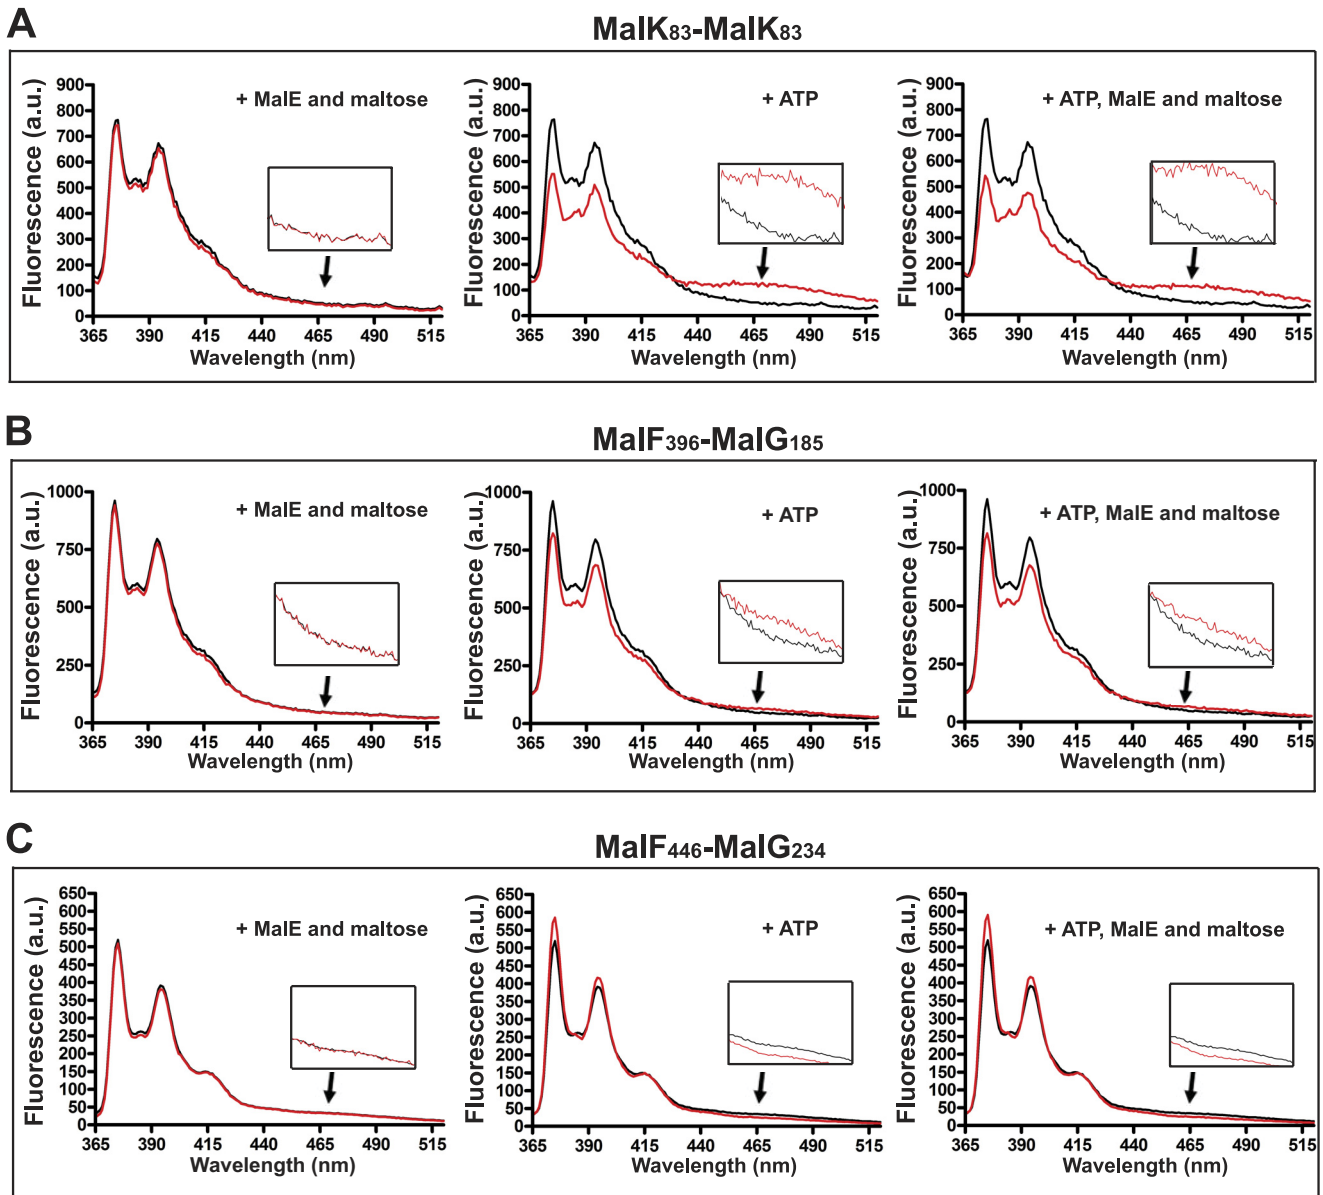 A
MalK83-MalK83
+ MalE and maltose
+ ATP
+ ATP, MalE and maltose
Fluorescence (a.u.)
900
800
700
600
500
400
300
200
100
0
365 390 415 440 465 490 515
Wavelength (nm)
Fluorescence (a.u.)
900
800
700
600
500
400
300
200
100
0
365 390 415 440 465 490 515
Wavelength (nm)
Fluorescence (a.u.)
900
800
700
600
500
400
300
200
100
0
365 390 415 440 465 490 515
Wavelength (nm)
B
MalF396-MalG185
+ MalE and maltose
+ ATP
+ ATP, MalE and maltose
Fluorescence (a.u.)
1000
750
500
250
0
365 390 415 440 465 490 515
Wavelength (nm)
Fluorescence (a.u.)
1000
750
500
250
0
365 390 415 440 465 490 515
Wavelength (nm)
Fluorescence (a.u.)
1000
750
500
250
0
365 390 415 440 465 490 515
Wavelength (nm)
C
MalF446-MalG234
+ MalE and maltose
+ ATP
+ ATP, MalE and maltose
Fluorescence (a.u.)
650
600
550
500
450
400
350
300
250
200
150
100
50
0
365 390 415 440 465 490 515
Wavelength (nm)
Fluorescence (a.u.)
650
600
550
500
450
400
350
300
250
200
150
100
50
0
365 390 415 440 465 490 515
Wavelength (nm)
Fluorescence (a.u.)
650
600
550
500
450
400
350
300
250
200
150
100
50
0
365 390 415 440 465 490 515
Wavelength (nm)